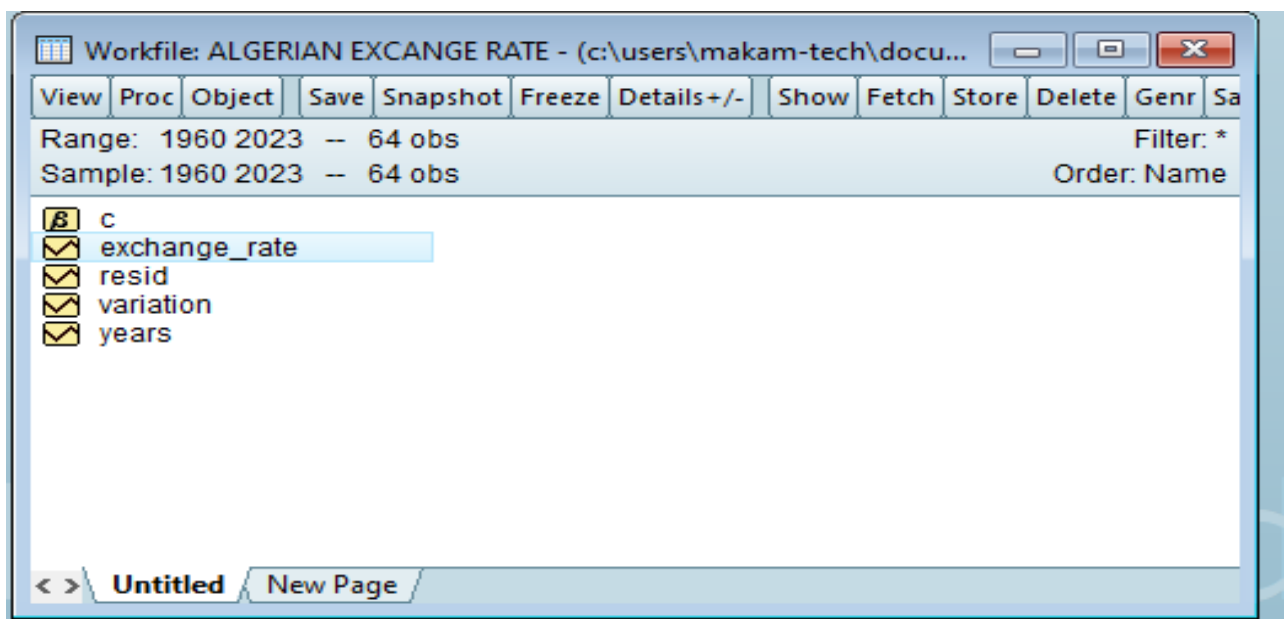 Workfile: ALGERIAN EXCANGE RATE - (c:\users\makam-tech\docu...
View Proc Object Save Snapshot Freeze Details+/- Show Fetch Store Delete Genr Sa
Range: 1960 2023 -- 64 obs Filter: *
Sample: 1960 2023 -- 64 obs Order: Name
β c
exchange_rate
resid
variation
years
< > Untitled New Page